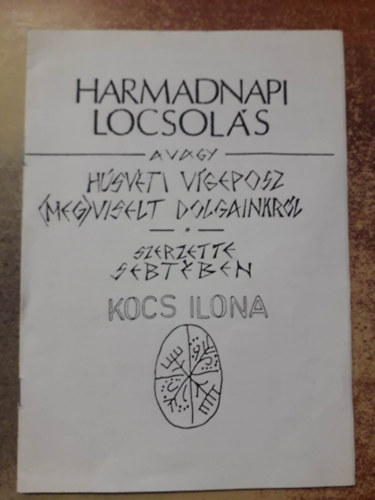 HARMADNAPI
LOCSOLÁS
AVAGY
HÚSVÉTI VÍGEPOSZ
(MEG)VISELT DOLGAINKRÓL
SZERZETTE
SEBTÉBEN
KOCS ILONA